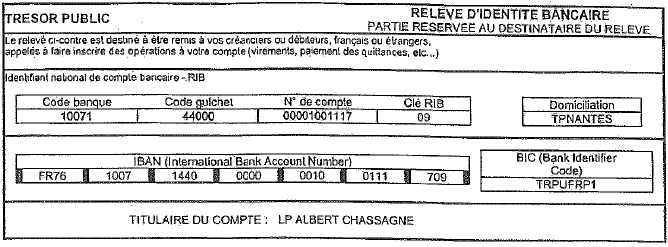 TRESOR PUBLIC
RELEVE D'IDENTITE BANCAIRE
PARTIE RESERVEE AU DESTINATAIRE DU RELEVE
Le relevé ci-contre est destiné à être remis à vos créanciers ou débiteurs, français ou étrangers,
appelés à faire inscrire des opérations à votre compte (virements, paiement des quittances, etc...)
Identifiant national de compte bancaire - RIB
Code banque Code guichet N° de compte Clé RIB Domiciliation
10071 44000 00001001117 09 TPNANTES
IBAN (International Bank Account Number)
FR76 1007 1440 0000 0010 0111 709
BIC (Bank Identifier
Code)
TRPUFRP1
TITULAIRE DU COMPTE : LP ALBERT CHASSAGNE